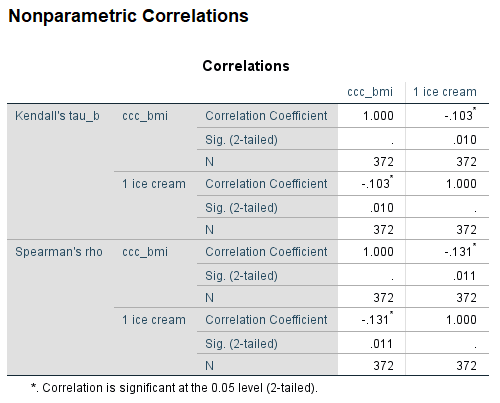 Nonparametric Correlations
Correlations
ccc_bmi 1 ice cream
Kendall's tau_b ccc_bmi Correlation Coefficient 1.000 -.103*
Sig. (2-tailed) . .010
N 372 372
1 ice cream Correlation Coefficient -.103* 1.000
Sig. (2-tailed) .010 .
N 372 372
Spearman's rho ccc_bmi Correlation Coefficient 1.000 -.131*
Sig. (2-tailed) . .011
N 372 372
1 ice cream Correlation Coefficient -.131* 1.000
Sig. (2-tailed) .011 .
N 372 372
*. Correlation is significant at the 0.05 level (2-tailed).